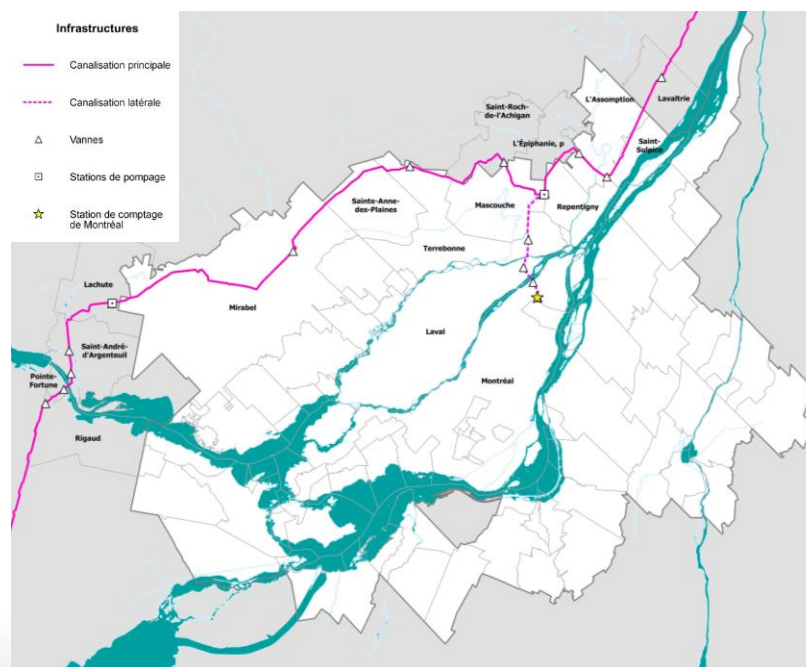 Infrastructures
Canalisation principale
Canalisation latérale
Vannes
Stations de pompage
Station de comptage
de Montréal
Saint-Roch-
de-l'Achigan
L'Assomption
Lavaltrie
L'Épiphanie, p
Saint-
Sulpice
Sainte-Anne-
des-Plaines
Mascouche
Repentigny
Terrebonne
Lachute
Mirabel
Laval
Saint-André-
d'Argenteuil
Pointe-
Fortune
Montréal
Rigaud